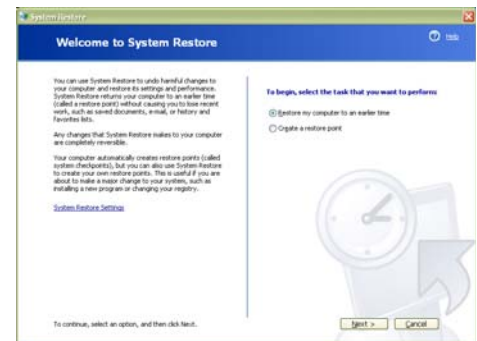 System Restore
Welcome to System Restore
Help
You can use System Restore to undo harmful changes to
your computer and restore its settings and performance.
System Restore returns your computer to an earlier time
(called a restore point) without causing you to lose recent
work, such as saved documents, e-mail, or history and
favorites lists.
Any changes that System Restore makes to your computer
are completely reversible.
Your computer automatically creates restore points (called
system checkpoints), but you can also use System Restore
to create your own restore points. This is useful if you are
about to make a major change to your system, such as
installing a new program or changing your registry.
System Restore Settings
To begin, select the task that you want to perform:
Restore my computer to an earlier time
Create a restore point
To continue, select an option, and then click Next.
Next >
Cancel